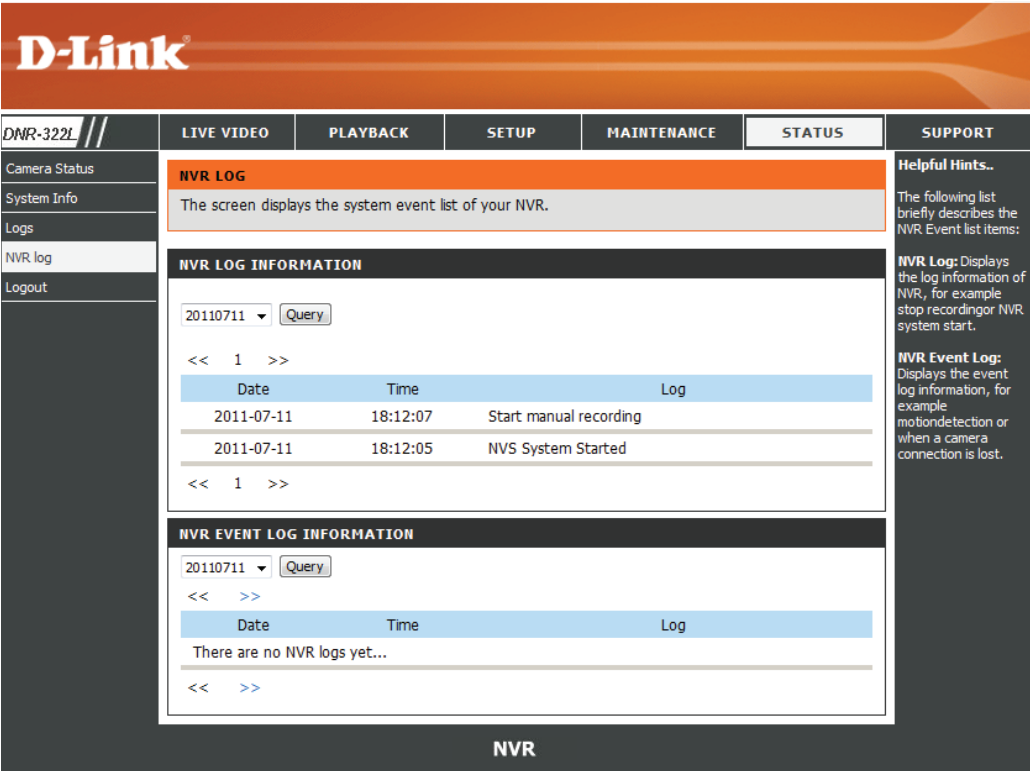 D-Link®
DNR-322L
LIVE VIDEO
PLAYBACK
SETUP
MAINTENANCE
STATUS
SUPPORT
Camera Status
System Info
Logs
NVR log
Logout
NVR LOG
The screen displays the system event list of your NVR.
NVR LOG INFORMATION
20110711 Query
<< 1 >>
Date Time Log
2011-07-11 18:12:07 Start manual recording
2011-07-11 18:12:05 NVS System Started
<< 1 >>
NVR EVENT LOG INFORMATION
20110711 Query
<< >>
Date Time Log
There are no NVR logs yet...
<< >>
Helpful Hints..
The following list
briefly describes the
NVR Event list items:
NVR Log: Displays
the log information of
NVR, for example
stop recordingor NVR
system start.
NVR Event Log:
Displays the event
log information, for
example
motiondetection or
when a camera
connection is lost.
NVR